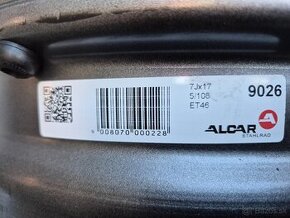 7Jx17
5/108
ET46
9026
9 008070 000228
ALCAR
STAHLRAD